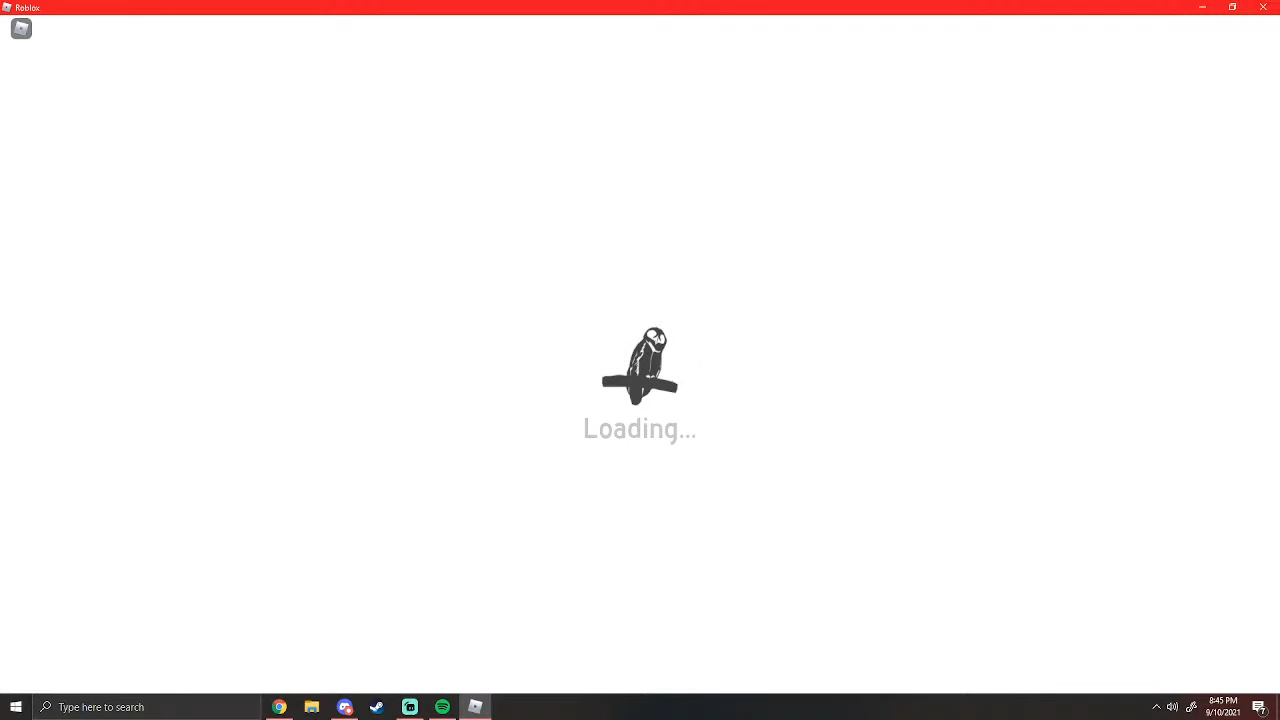 Roblox
Loading...
Type here to search
8:45 PM
9/10/2021